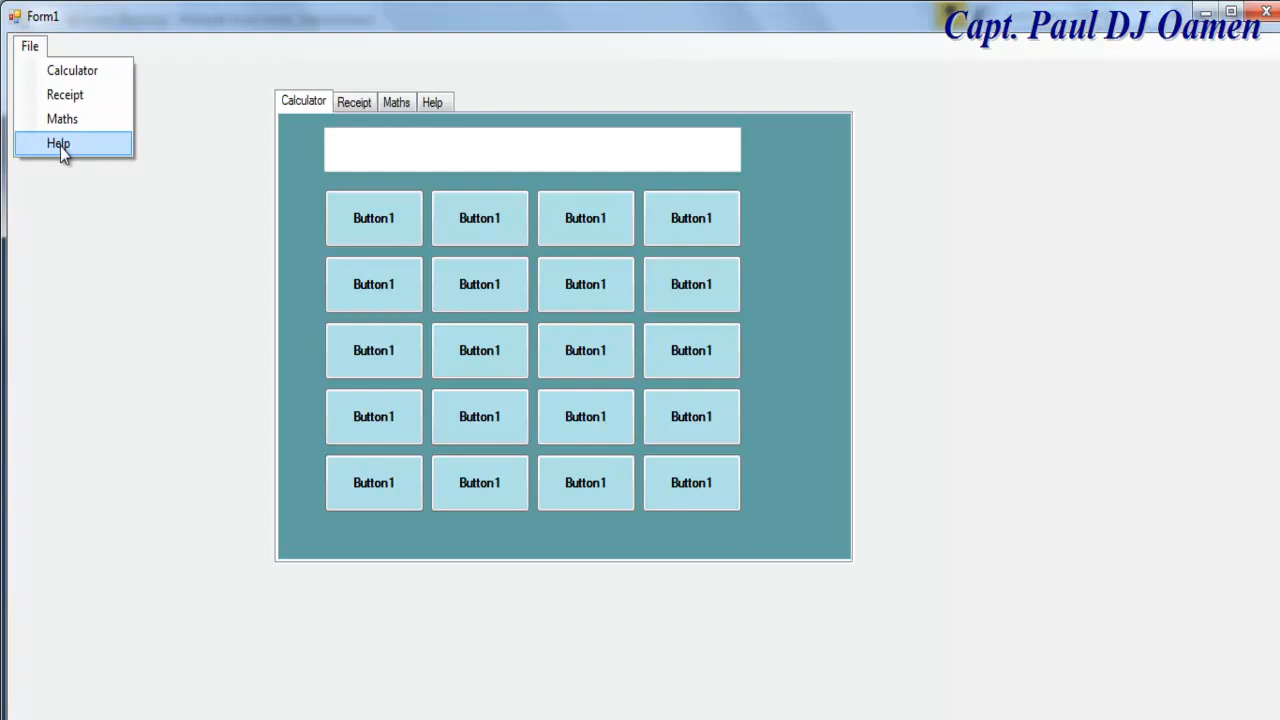 Form1
Capt. Paul DJ Oamen
File
Calculator
Receipt
Maths
Help
Calculator Receipt Maths Help
Button1 Button1 Button1 Button1
Button1 Button1 Button1 Button1
Button1 Button1 Button1 Button1
Button1 Button1 Button1 Button1
Button1 Button1 Button1 Button1